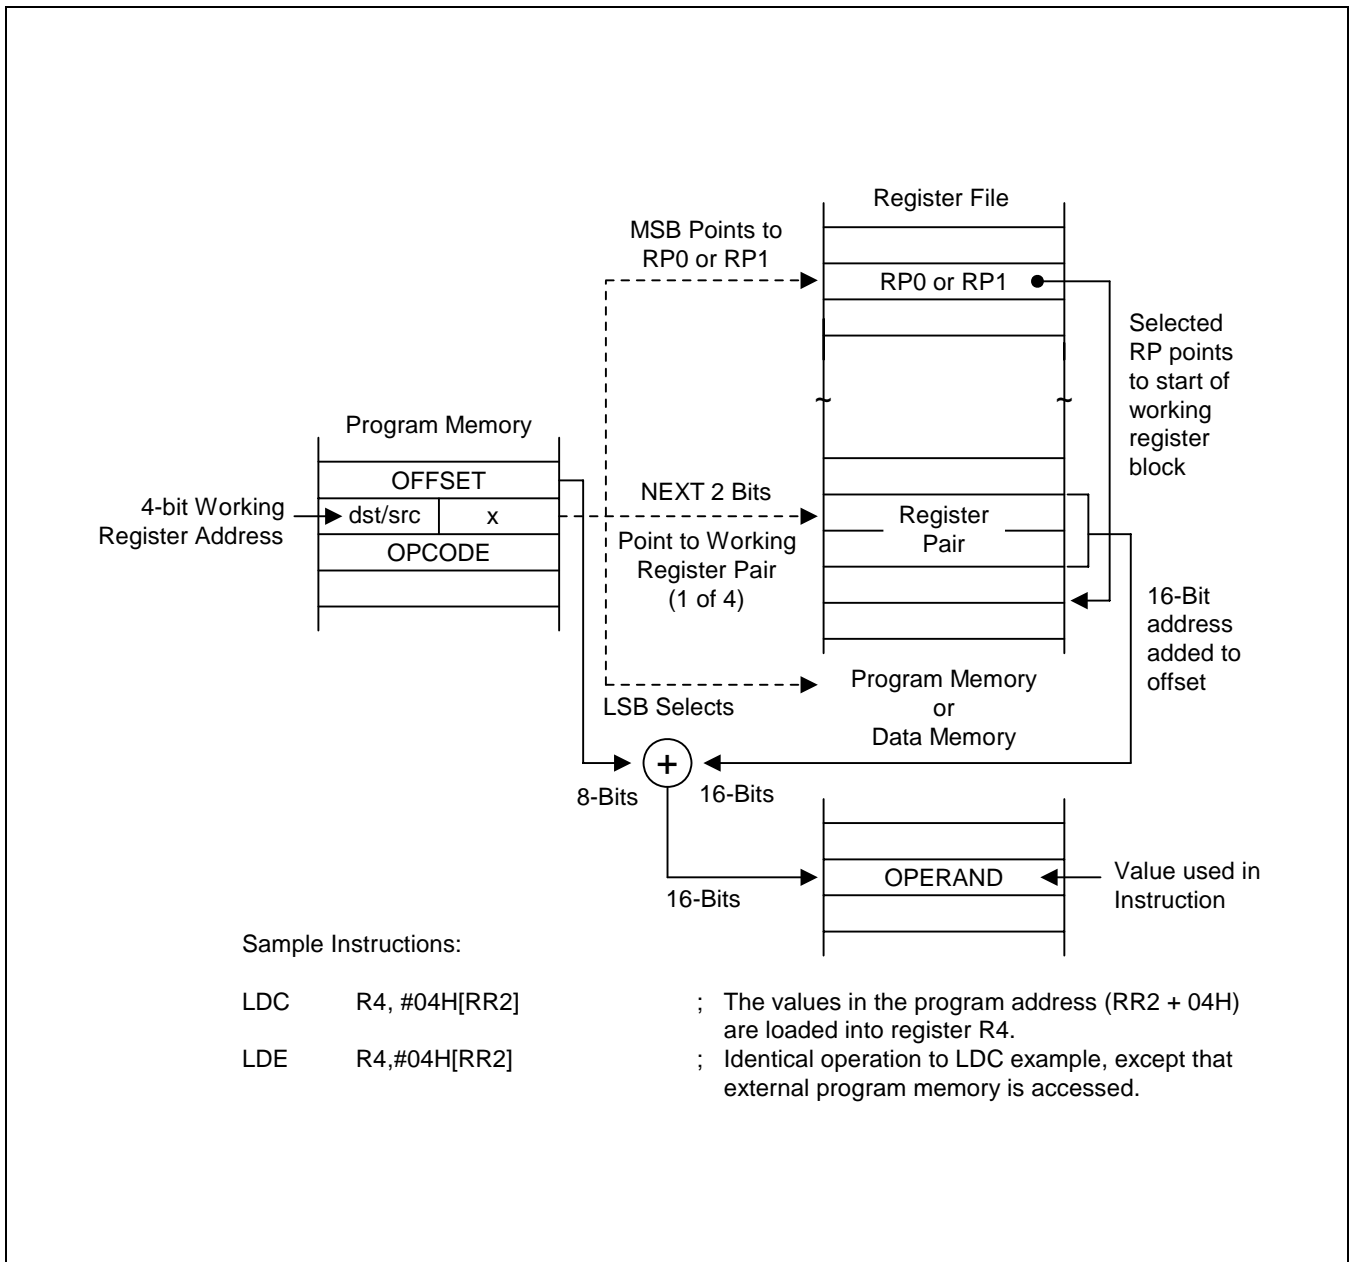 Register File
MSB Points to
RP0 or RP1
RP0 or RP1
Selected
RP points
to start of
working
register
block
Program Memory
OFFSET
4-bit Working
Register Address
dst/src
x
OPCODE
NEXT 2 Bits
Point to Working
Register Pair
(1 of 4)
Register
Pair
16-Bit
address
added to
offset
LSB Selects
Program Memory
or
Data Memory
+
8-Bits
16-Bits
16-Bits
OPERAND
Value used in
Instruction
~
~
Sample Instructions:
LDC R4, #04H[RR2] ; The values in the program address (RR2 + 04H)
are loaded into register R4.
LDE R4,#04H[RR2] ; Identical operation to LDC example, except that
external program memory is accessed.